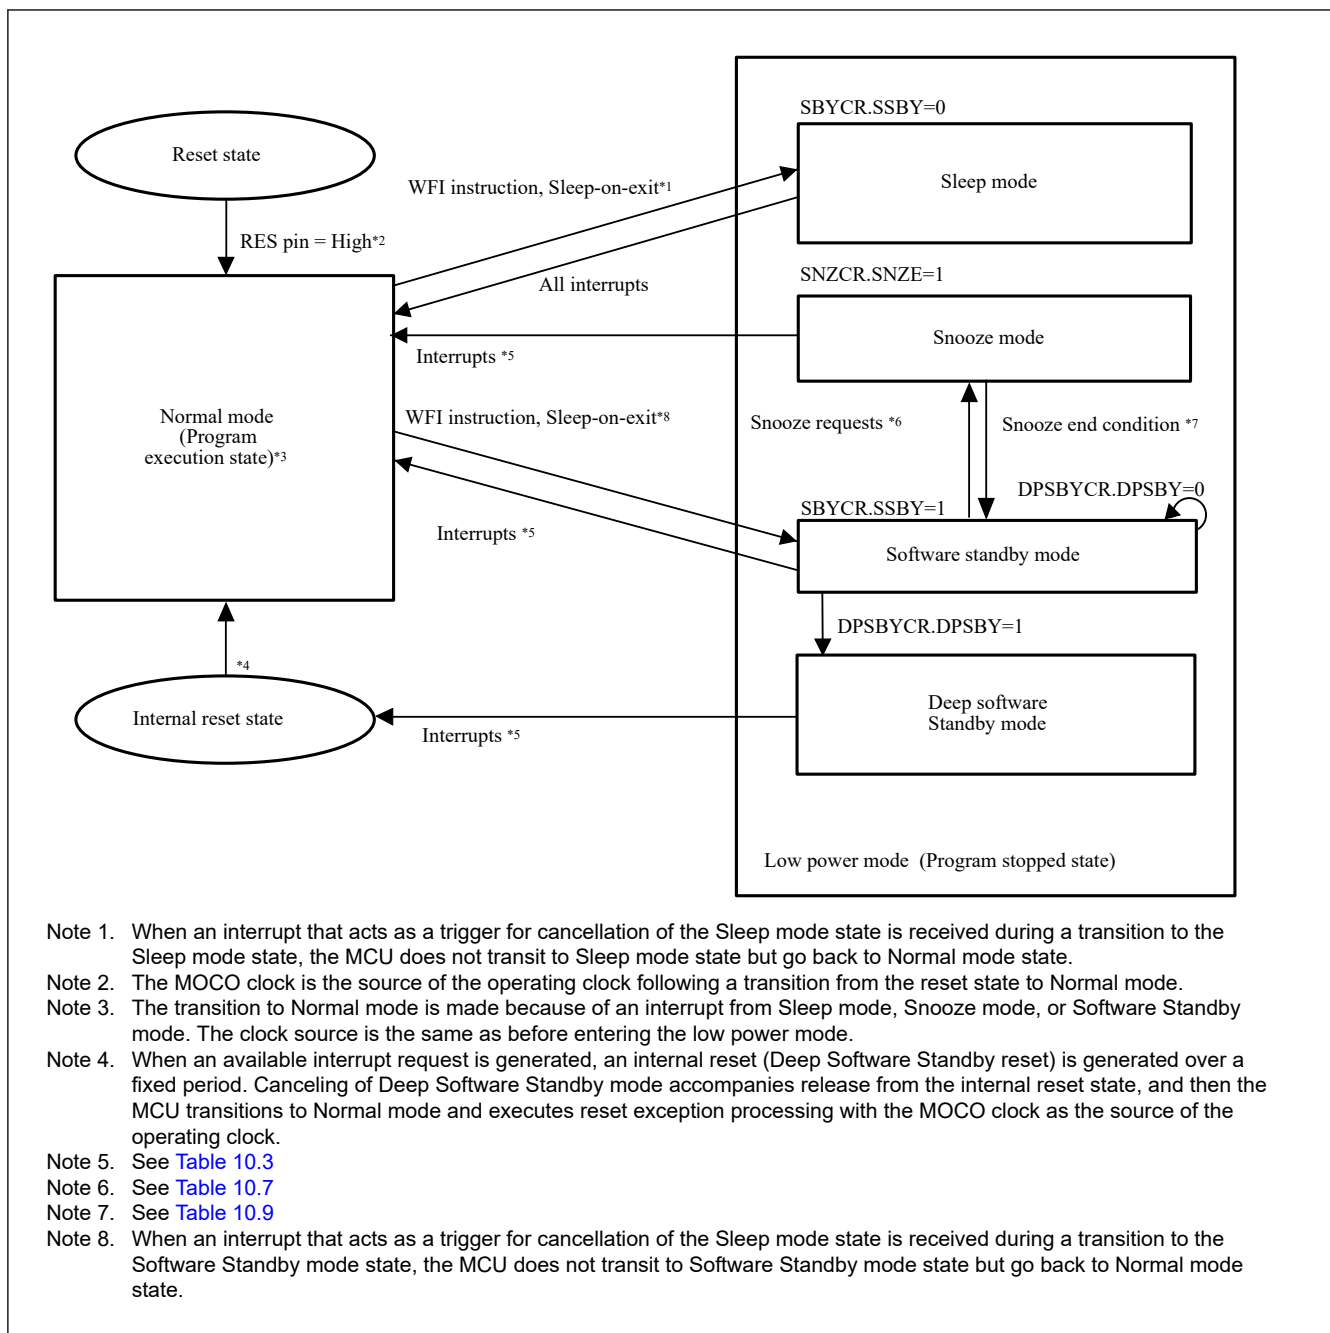 SBYCR.SSBY=0
Reset state
Sleep mode
WFI instruction, Sleep-on-exit*1
RES pin = High*2
SNZCR.SNZE=1
All interrupts
Snooze mode
Interrupts *5
Normal mode
(Program
execution state)*3
WFI instruction, Sleep-on-exit*8
Snooze requests *6
Snooze end condition *7
DPSBYCR.DPSBY=0
SBYCR.SSBY=1
Interrupts *5
Software standby mode
DPSBYCR.DPSBY=1
*4
Internal reset state
Deep software
Standby mode
Interrupts *5
Low power mode (Program stopped state)
Note 1. When an interrupt that acts as a trigger for cancellation of the Sleep mode state is received during a transition to the
Sleep mode state, the MCU does not transit to Sleep mode state but go back to Normal mode state.
Note 2. The MOCO clock is the source of the operating clock following a transition from the reset state to Normal mode.
Note 3. The transition to Normal mode is made because of an interrupt from Sleep mode, Snooze mode, or Software Standby
mode. The clock source is the same as before entering the low power mode.
Note 4. When an available interrupt request is generated, an internal reset (Deep Software Standby reset) is generated over a
fixed period. Canceling of Deep Software Standby mode accompanies release from the internal reset state, and then the
MCU transitions to Normal mode and executes reset exception processing with the MOCO clock as the source of the
operating clock.
Note 5. See Table 10.3
Note 6. See Table 10.7
Note 7. See Table 10.9
Note 8. When an interrupt that acts as a trigger for cancellation of the Sleep mode state is received during a transition to the
Software Standby mode state, the MCU does not transit to Software Standby mode state but go back to Normal mode
state.